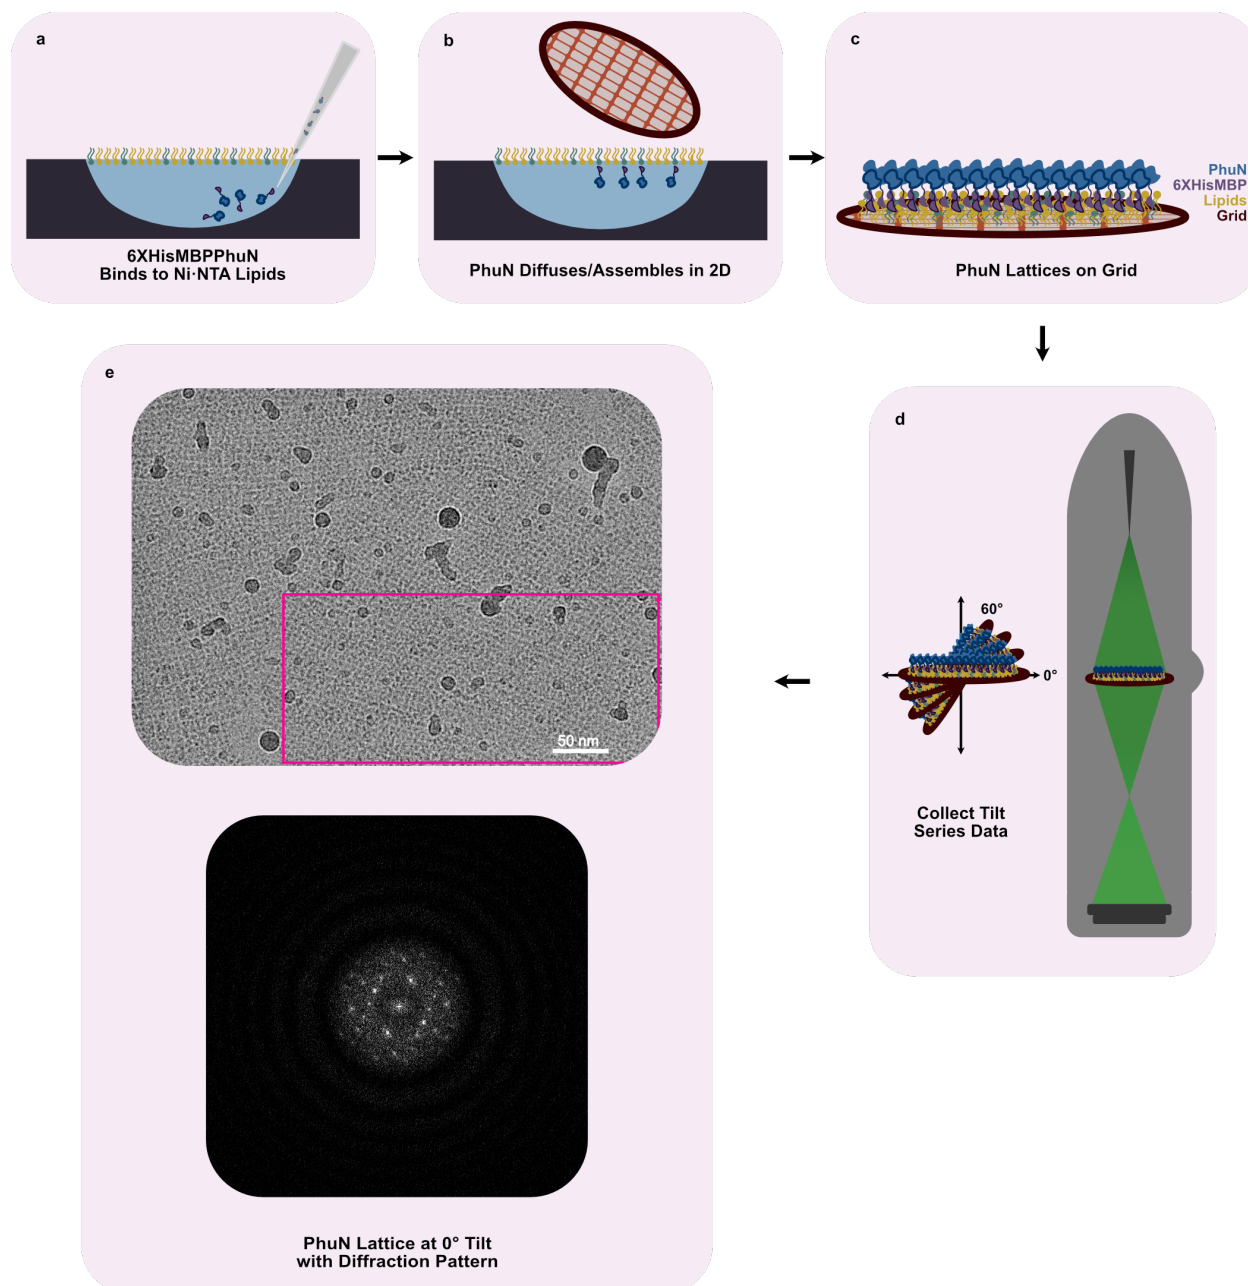 a
6XHisMBPPhuN
Binds to Ni·NTA Lipids
b
PhuN Diffuses/Assembles in 2D
c
PhuN
6XHisMBP
Lipids
Grid
PhuN Lattices on Grid
d
60°
0°
Collect Tilt
Series Data
e
50 nm
PhuN Lattice at 0° Tilt
with Diffraction Pattern